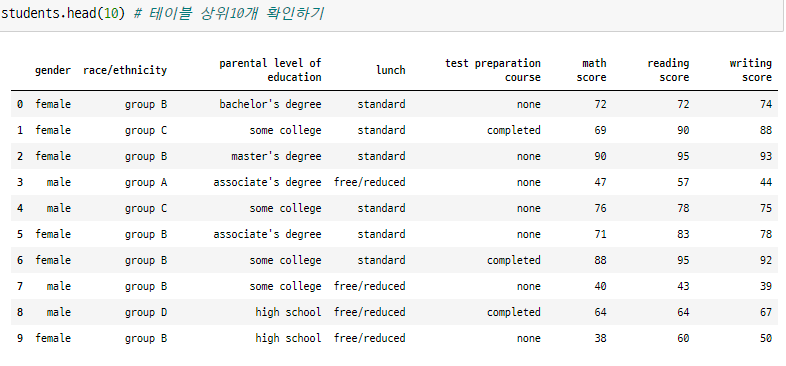 students.head(10) # 테이블 상위10개 확인하기
gender race/ethnicity parental level of education lunch test preparation course math score reading score writing score
0 female group B bachelor's degree standard none 72 72 74
1 female group C some college standard completed 69 90 88
2 female group B master's degree standard none 90 95 93
3 male group A associate's degree free/reduced none 47 57 44
4 male group C some college standard none 76 78 75
5 female group B associate's degree standard none 71 83 78
6 female group B some college standard completed 88 95 92
7 male group B some college free/reduced none 40 43 39
8 male group D high school free/reduced completed 64 64 67
9 female group B high school free/reduced none 38 60 50